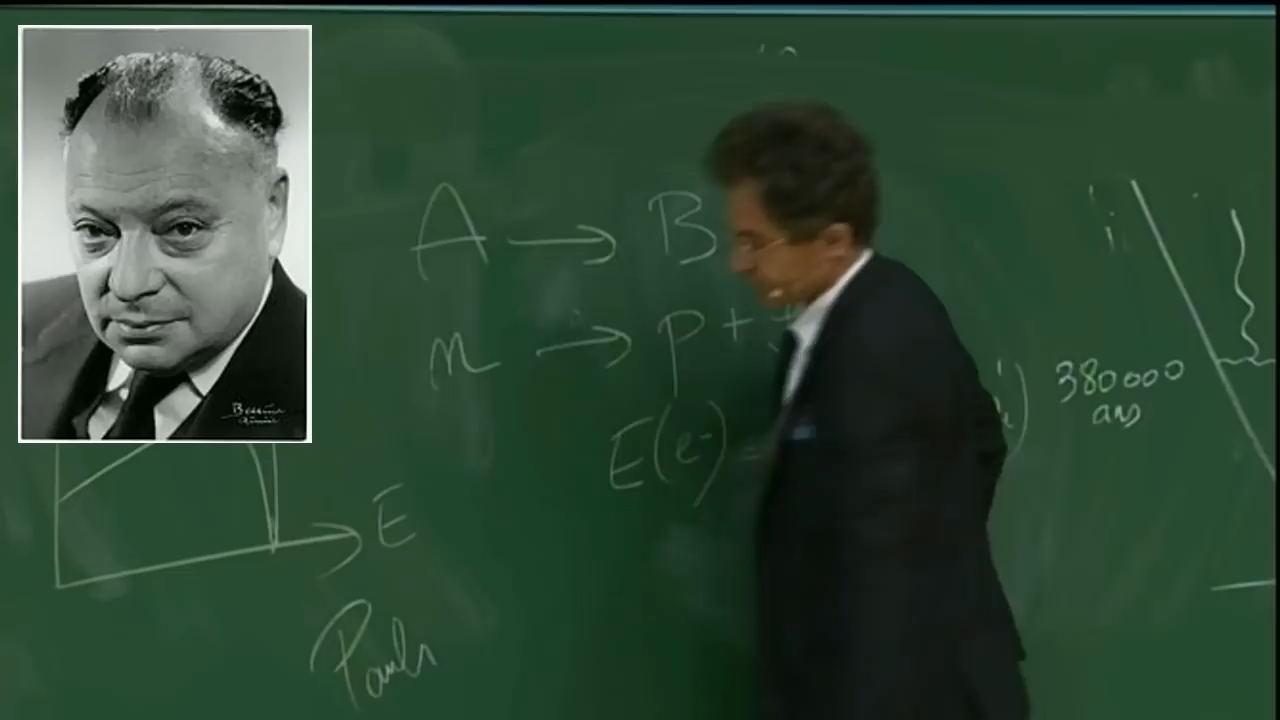 A → B
n → p +
E(e-) =
380000
ans
E
Pauli